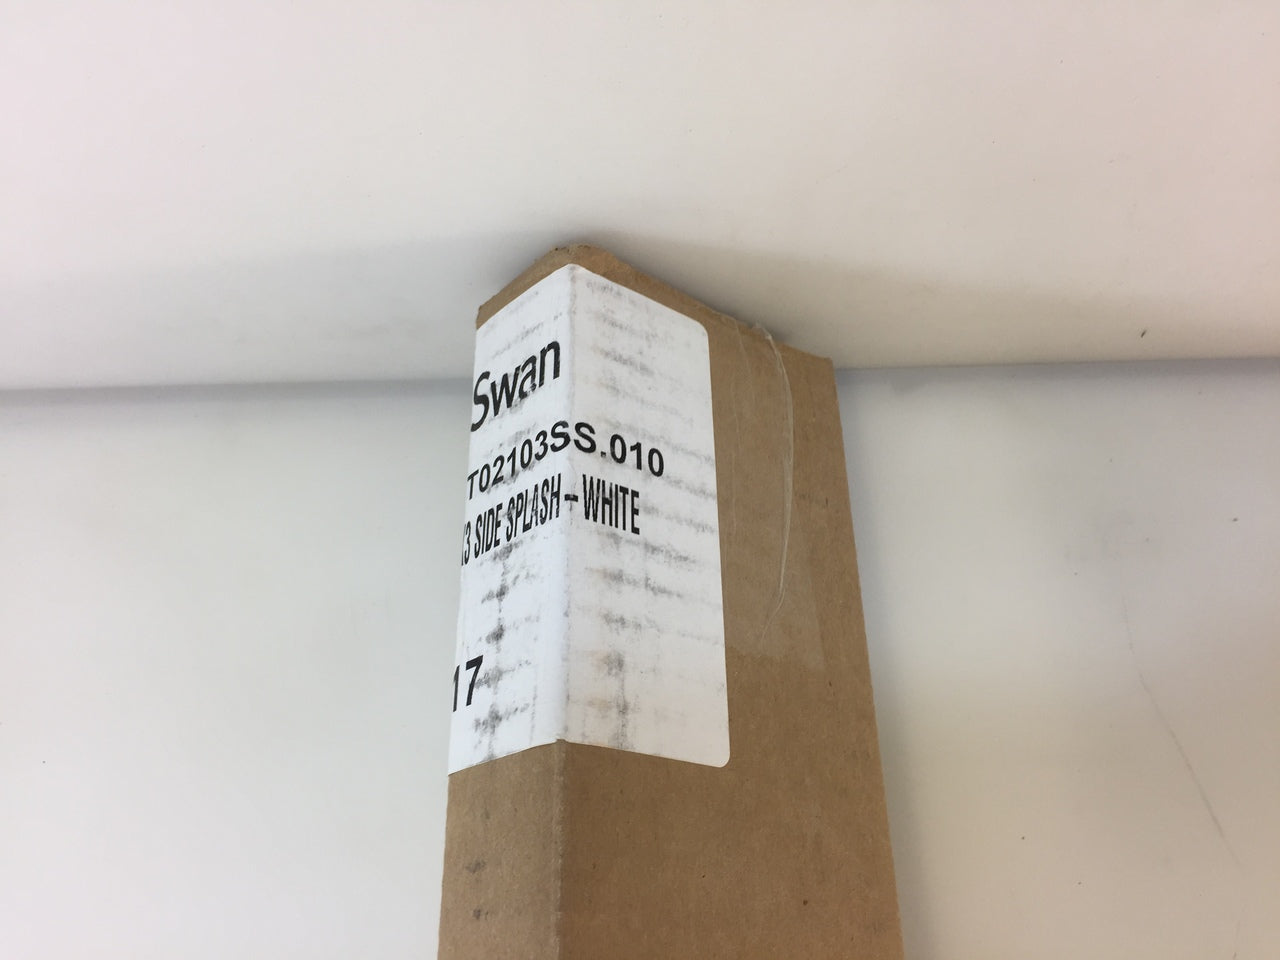 Swan
T02103SS.010
3 SIDE SPLASH-WHITE
17